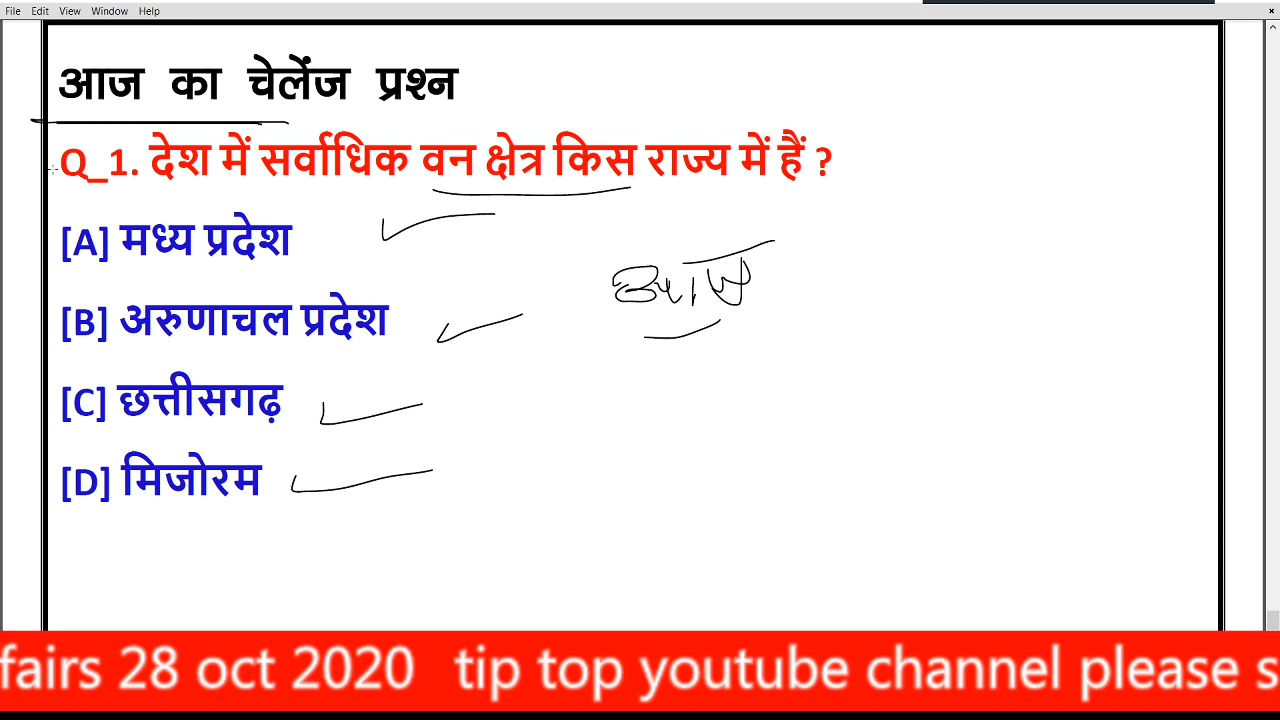 File Edit View Window Help
आज का चेलेंज प्रश्न
Q_1. देश में सर्वाधिक वन क्षेत्र किस राज्य में हैं ?
[A] मध्य प्रदेश
[B] अरुणाचल प्रदेश
[C] छत्तीसगढ़
[D] मिजोरम
fairs 28 oct 2020 tip top youtube channel please s